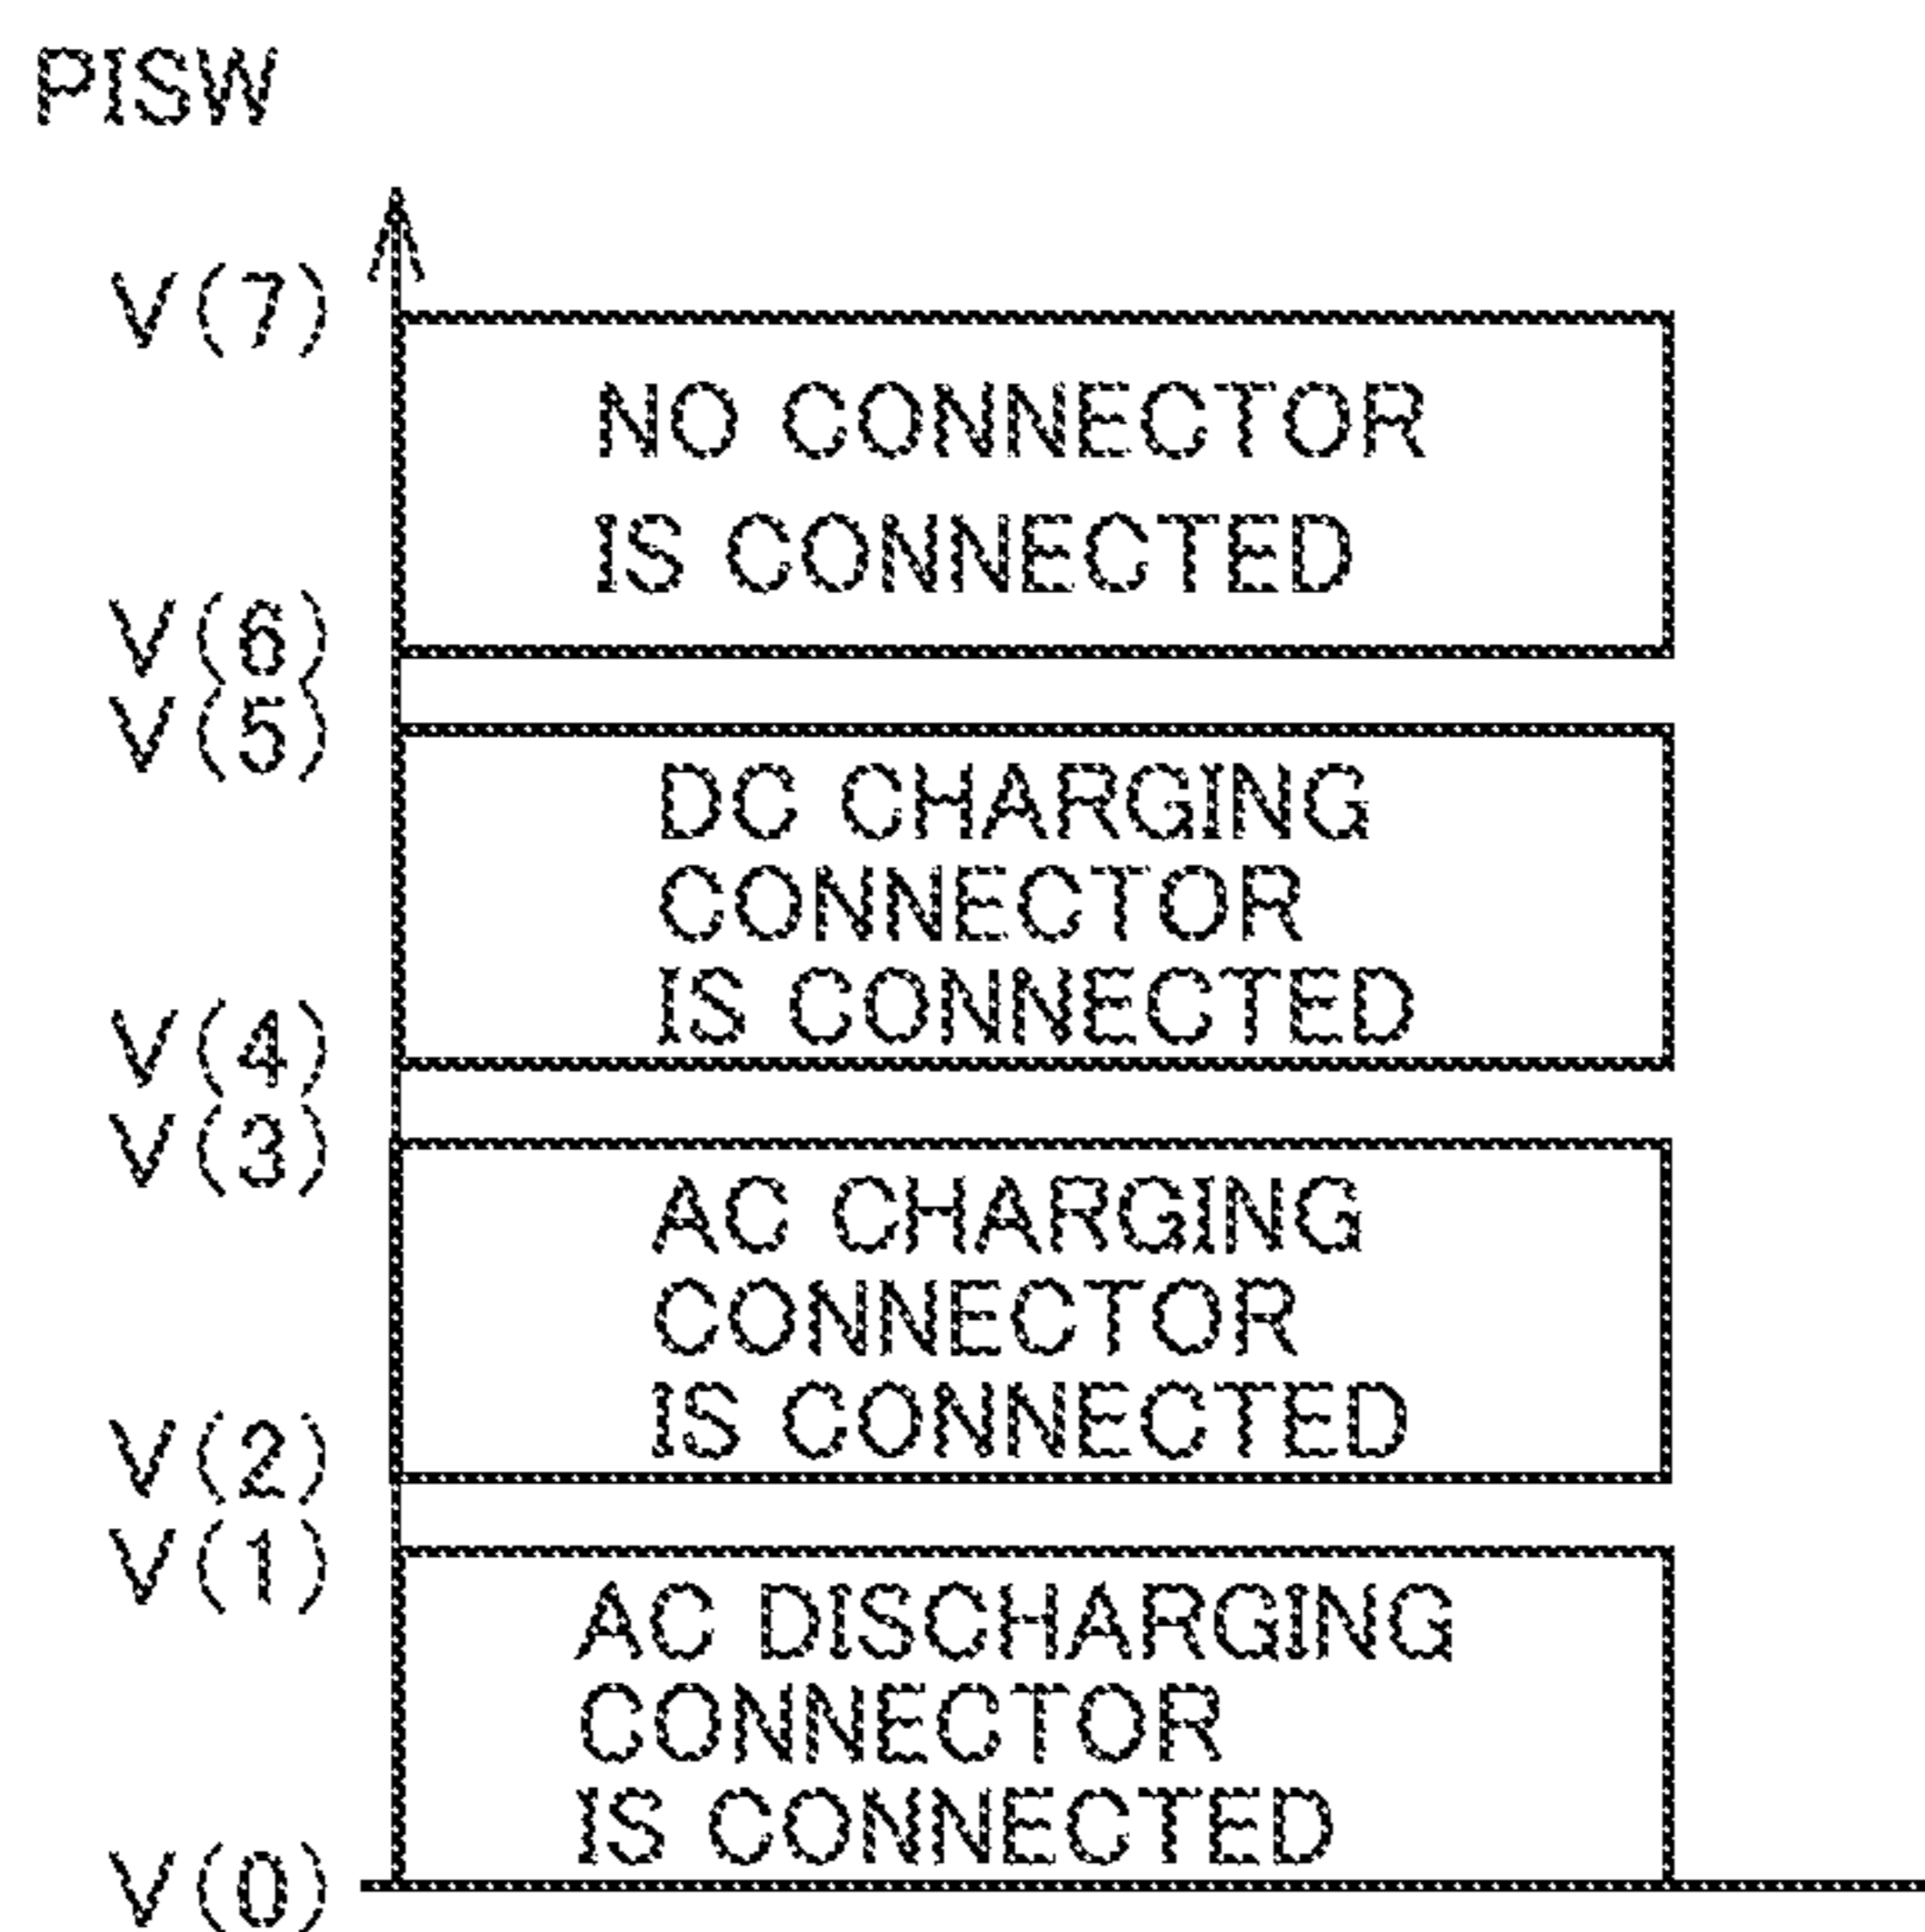 PISW
V(7)
NO CONNECTOR
IS CONNECTED
V(6)
V(5)
DC CHARGING
CONNECTOR
IS CONNECTED
V(4)
V(3)
AC CHARGING
CONNECTOR
IS CONNECTED
V(2)
V(1)
AC DISCHARGING
CONNECTOR
IS CONNECTED
V(0)